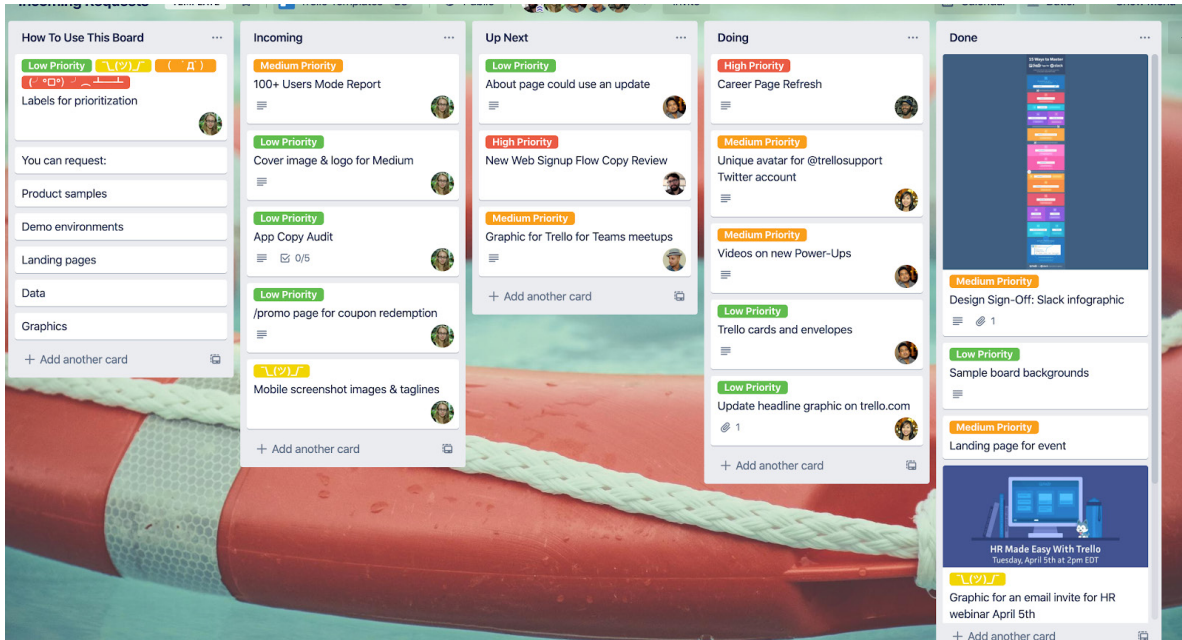 Incoming Requests
TEMPLATE
Trello Templates
Public
Invite
Calendar
Butler
Show Menu
How To Use This Board
Low Priority ¯\_(ツ)_/¯ ( ゜Д゜)
(╯°□°)╯︵ ┻━┻
Labels for prioritization
You can request:
Product samples
Demo environments
Landing pages
Data
Graphics
+ Add another card
Incoming
Medium Priority
100+ Users Mode Report
Low Priority
Cover image & logo for Medium
Low Priority
App Copy Audit
0/5
Low Priority
/promo page for coupon redemption
¯\_(ツ)_/¯
Mobile screenshot images & taglines
+ Add another card
Up Next
Low Priority
About page could use an update
High Priority
New Web Signup Flow Copy Review
Medium Priority
Graphic for Trello for Teams meetups
+ Add another card
Doing
High Priority
Career Page Refresh
Medium Priority
Unique avatar for @trellosupport
Twitter account
Medium Priority
Videos on new Power-Ups
Low Priority
Trello cards and envelopes
Low Priority
Update headline graphic on trello.com
1
+ Add another card
Done
Medium Priority
Design Sign-Off: Slack infographic
1
Low Priority
Sample board backgrounds
Medium Priority
Landing page for event
HR Made Easy With Trello
Tuesday, April 5th at 2pm EDT
¯\_(ツ)_/¯
Graphic for an email invite for HR
webinar April 5th
+ Add another card